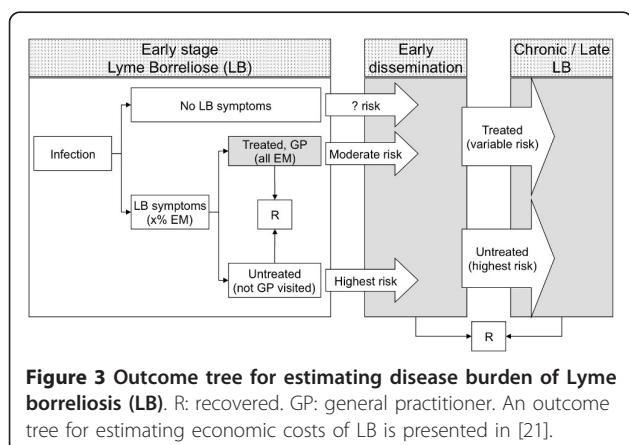 Early stage
Lyme Borreliose (LB)
Early
dissemination
Chronic / Late
LB
No LB symptoms
? risk
Infection
Treated, GP
(all EM)
Moderate risk
Treated
(variable risk)
LB symptoms
(x% EM)
R
Untreated
(not GP visited)
Highest risk
Untreated
(highest risk)
R
Figure 3 Outcome tree for estimating disease burden of Lyme
borreliosis (LB). R: recovered. GP: general practitioner. An outcome
tree for estimating economic costs of LB is presented in [21].